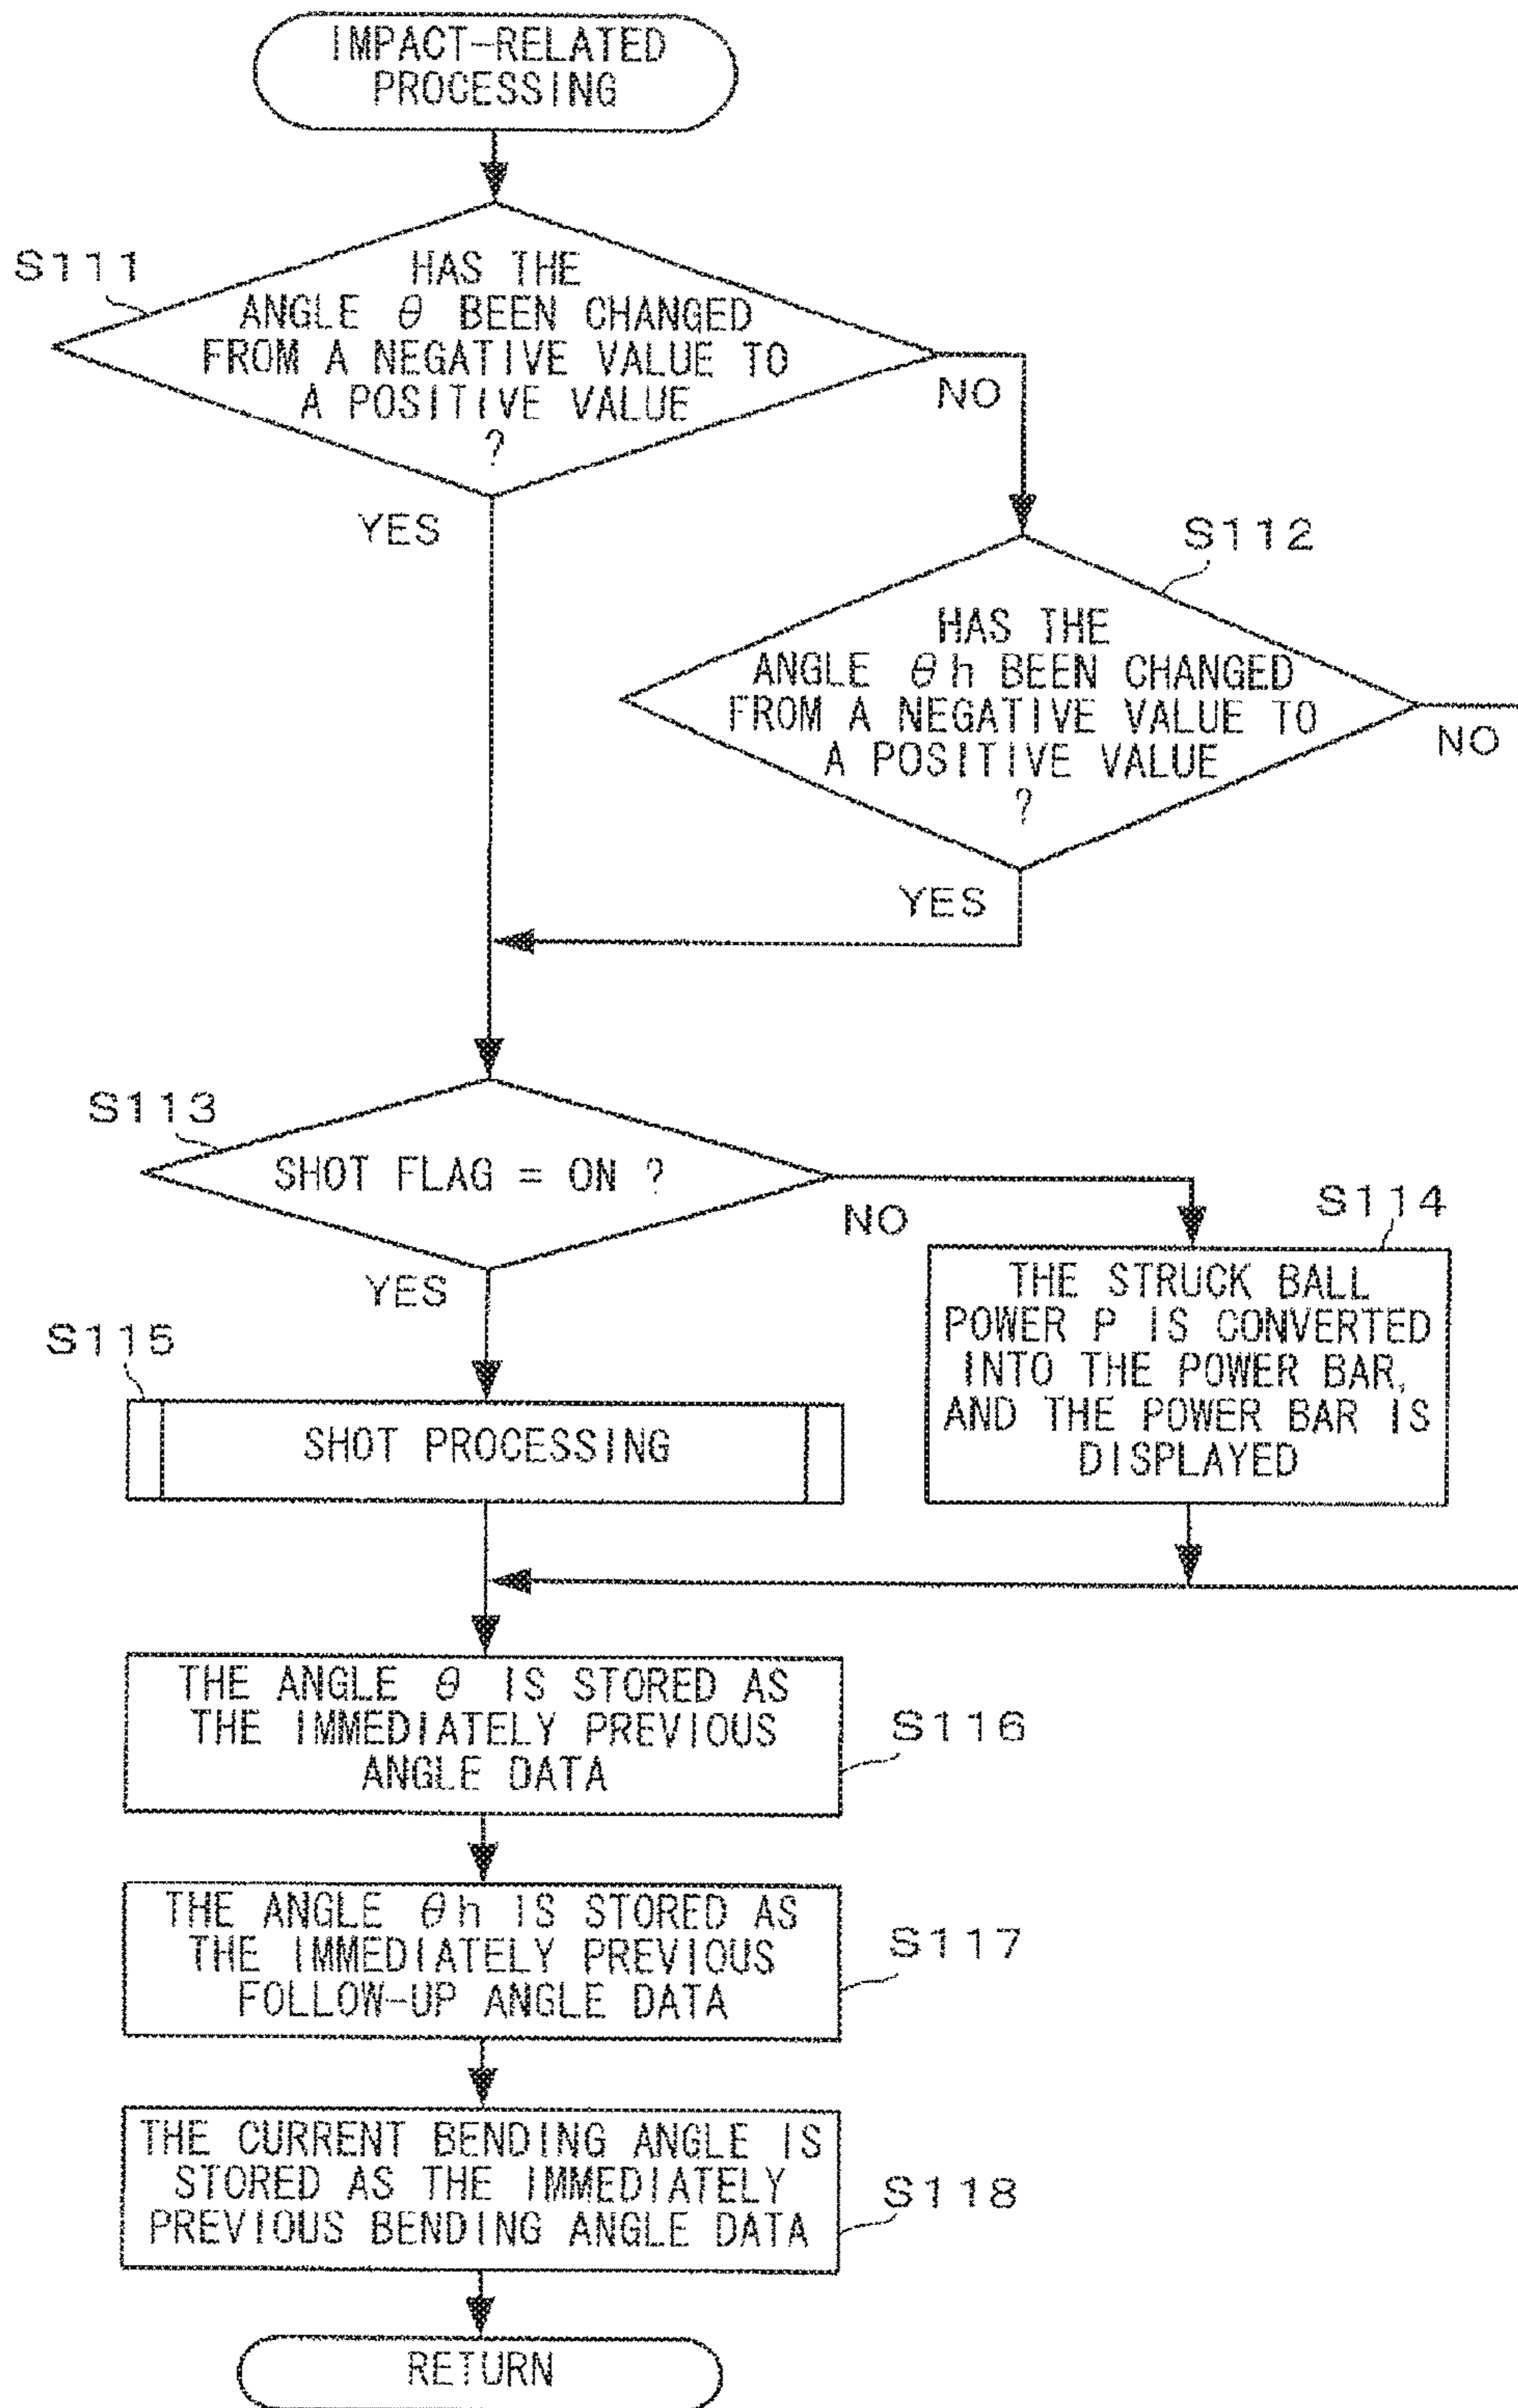 IMPACT-RELATED
PROCESSING
S111
HAS THE
ANGLE θ BEEN CHANGED
FROM A NEGATIVE VALUE TO
A POSITIVE VALUE
?
NO
YES
S112
HAS THE
ANGLE θh BEEN CHANGED
FROM A NEGATIVE VALUE TO
A POSITIVE VALUE
?
NO
YES
S113
SHOT FLAG = ON ?
NO
YES
S114
THE STRUCK BALL
POWER P IS CONVERTED
INTO THE POWER BAR,
AND THE POWER BAR IS
DISPLAYED
S115
SHOT PROCESSING
THE ANGLE θ IS STORED AS
THE IMMEDIATELY PREVIOUS
ANGLE DATA
S116
THE ANGLE θh IS STORED AS
THE IMMEDIATELY PREVIOUS
FOLLOW-UP ANGLE DATA
S117
THE CURRENT BENDING ANGLE IS
STORED AS THE IMMEDIATELY
PREVIOUS BENDING ANGLE DATA
S118
RETURN